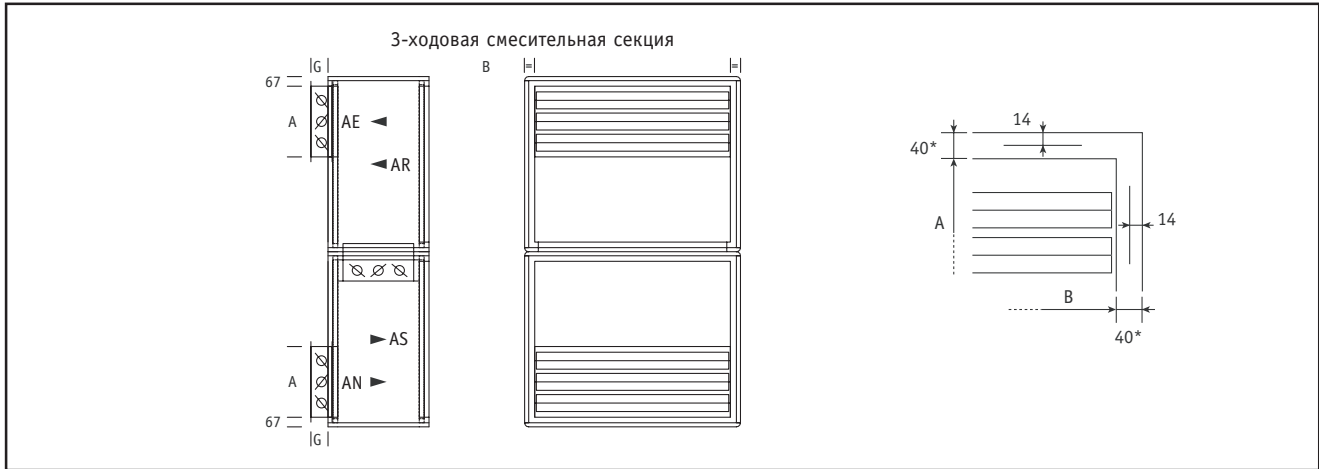 3-ходовая смесительная секция
G
B
=
=
67
A
AE
AR
AS
A
AN
67
G
14
40*
A
14
B
40*